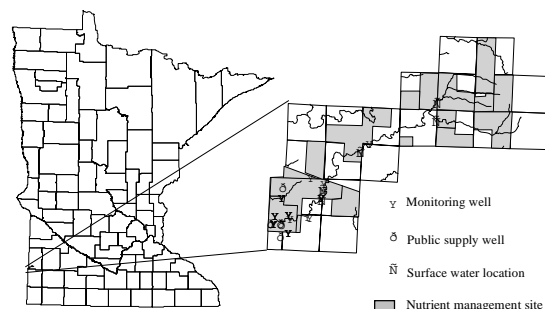 Y Monitoring well
ð Public supply well
Ñ Surface water location
Nutrient management site